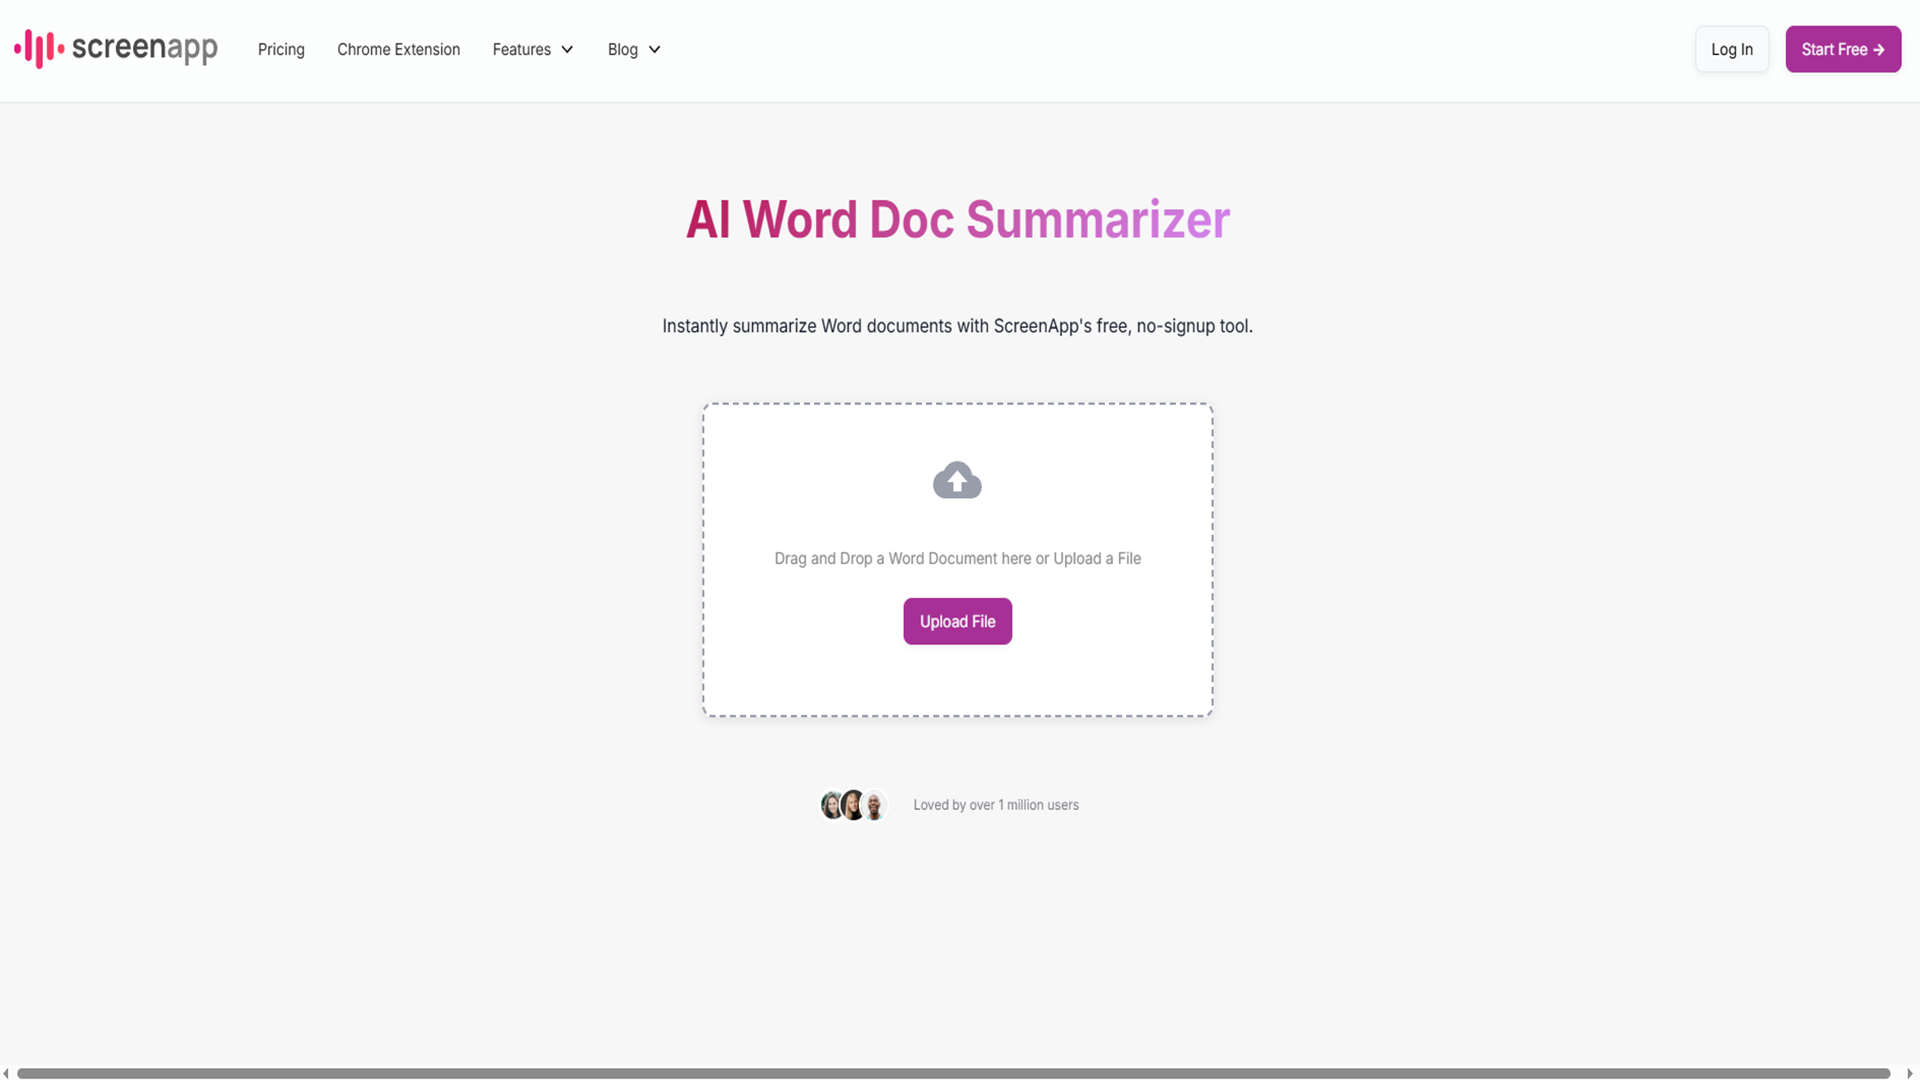 screenapp
Pricing
Chrome Extension
Features
Blog
Log In
Start Free →
AI Word Doc Summarizer
Instantly summarize Word documents with ScreenApp's free, no-signup tool.
Drag and Drop a Word Document here or Upload a File
Upload File
Loved by over 1 million users